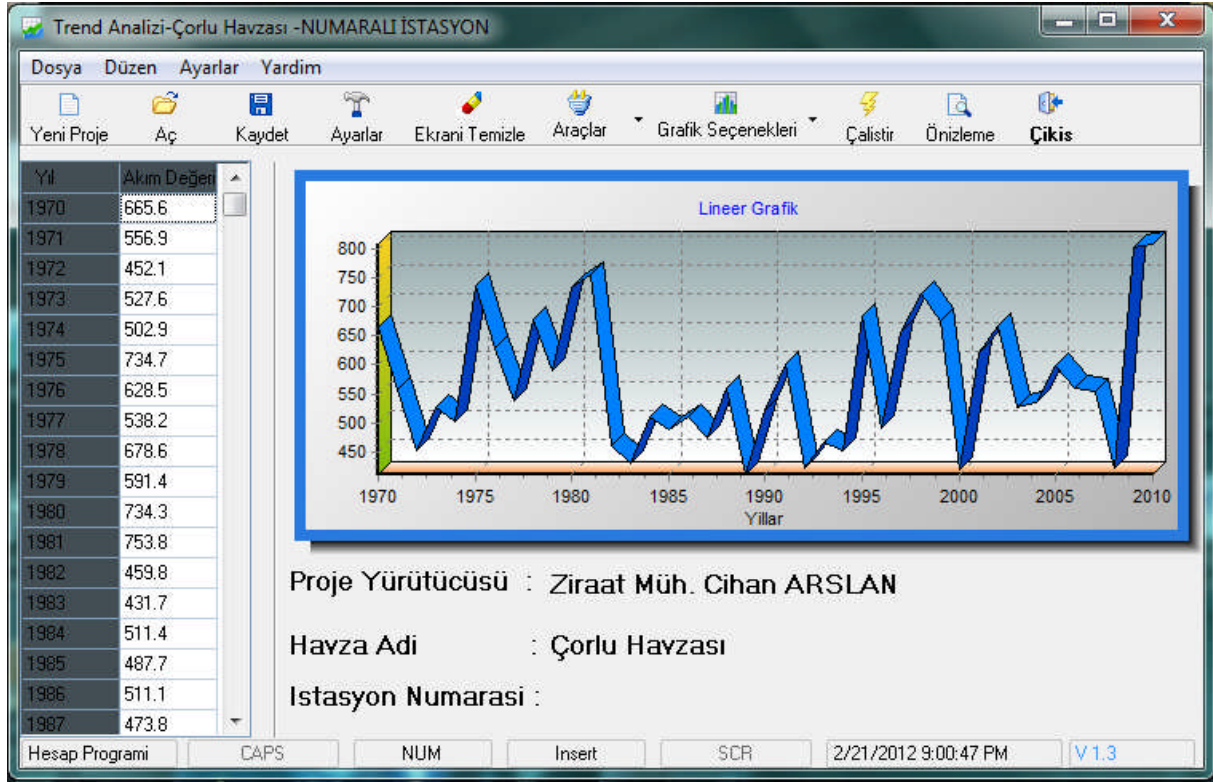 Trend Analizi-Çorlu Havzası -NUMARALI İSTASYON
Dosya Düzen Ayarlar Yardim
Yeni Proje Aç Kaydet Ayarlar Ekrani Temizle Araçlar Grafik Seçenekleri Çalistir Önizleme Çikis
Yıl Akım Değeri
1970 665.6
1971 556.9
1972 452.1
1973 527.6
1974 502.9
1975 734.7
1976 628.5
1977 538.2
1978 678.6
1979 591.4
1980 734.3
1981 753.8
1982 459.8
1983 431.7
1984 511.4
1985 487.7
1986 511.1
1987 473.8
Lineer Grafik
800
750
700
650
600
550
500
450
1970 1975 1980 1985 1990 1995 2000 2005 2010
Yillar
Proje Yürütücüsü : Ziraat Müh. Cihan ARSLAN
Havza Adi : Çorlu Havzası
Istasyon Numarasi :
Hesap Programi CAPS NUM Insert SCR 2/21/2012 9:00:47 PM V 1.3